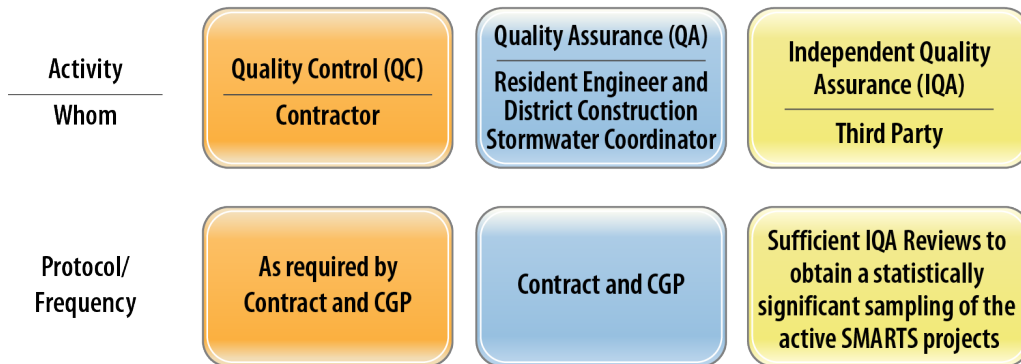 Activity
Whom
Quality Control (QC)
Contractor
Quality Assurance (QA)
Resident Engineer and
District Construction
Stormwater Coordinator
Independent Quality
Assurance (IQA)
Third Party
Protocol/
Frequency
As required by
Contract and CGP
Contract and CGP
Sufficient IQA Reviews to
obtain a statistically
significant sampling of the
active SMARTS projects